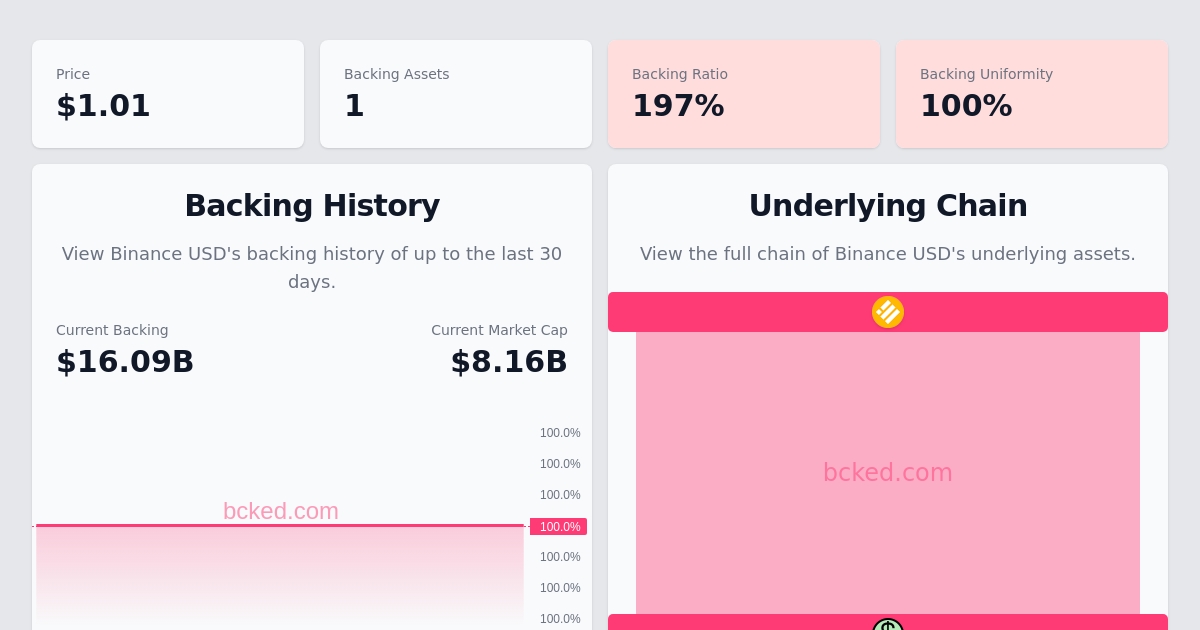 Price
$1.01
Backing Assets
1
Backing Ratio
197%
Backing Uniformity
100%
Backing History
View Binance USD's backing history of up to the last 30
days.
Current Backing
$16.09B
Current Market Cap
$8.16B
100.0%
100.0%
100.0%
bcked.com
100.0%
100.0%
100.0%
100.0%
Underlying Chain
View the full chain of Binance USD's underlying assets.
bcked.com
$